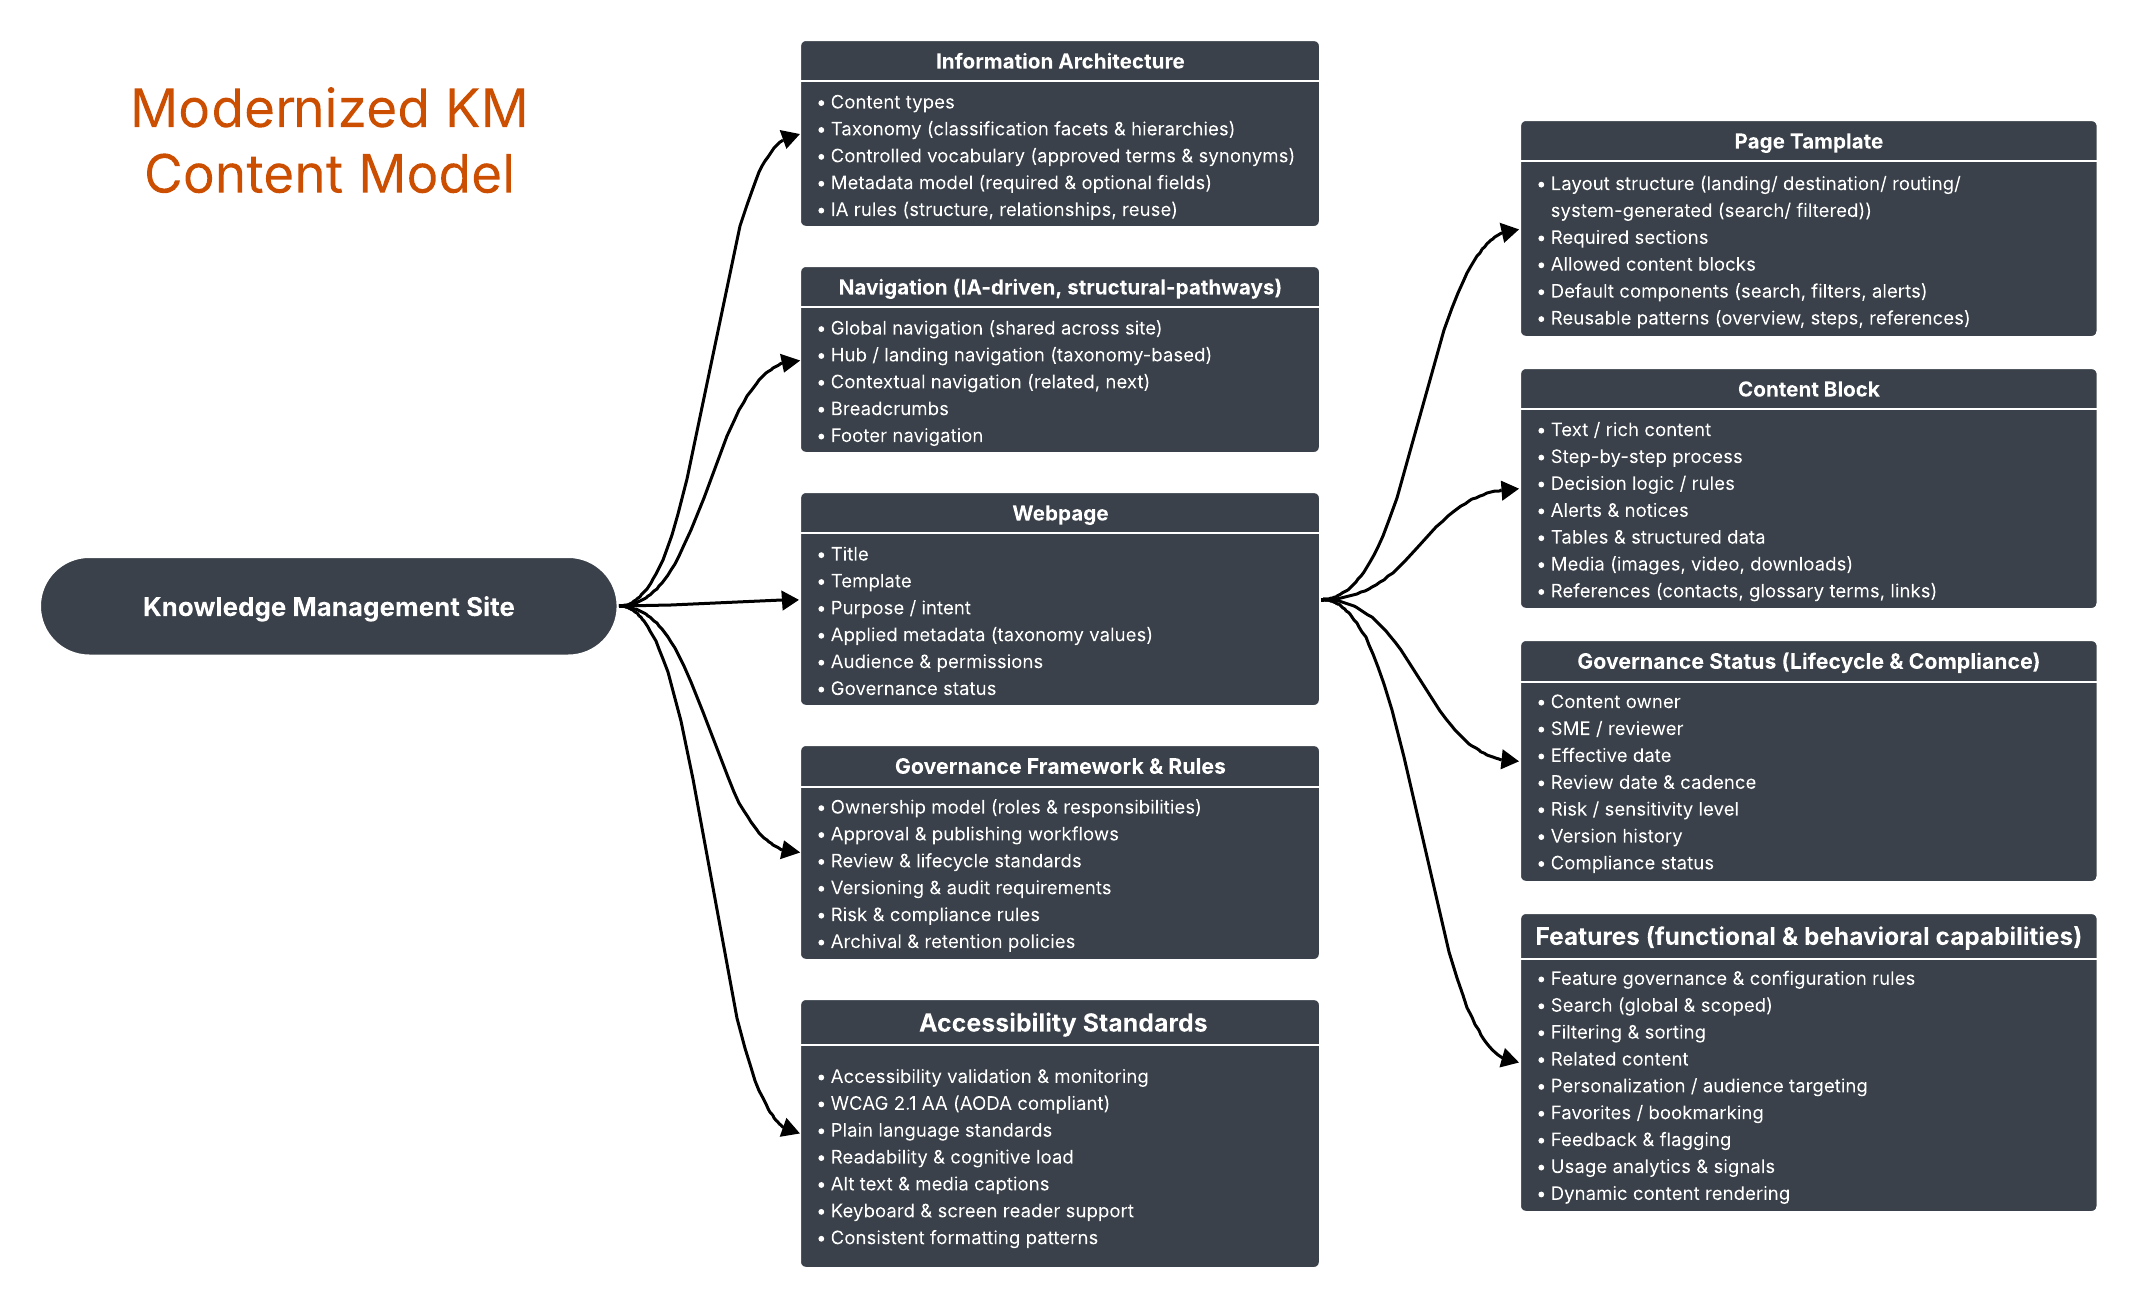 Modernized KM
Content Model
Knowledge Management Site
Information Architecture
• Content types
• Taxonomy (classification facets & hierarchies)
• Controlled vocabulary (approved terms & synonyms)
• Metadata model (required & optional fields)
• IA rules (structure, relationships, reuse)
Navigation (IA-driven, structural-pathways)
• Global navigation (shared across site)
• Hub / landing navigation (taxonomy-based)
• Contextual navigation (related, next)
• Breadcrumbs
• Footer navigation
Webpage
• Title
• Template
• Purpose / intent
• Applied metadata (taxonomy values)
• Audience & permissions
• Governance status
Governance Framework & Rules
• Ownership model (roles & responsibilities)
• Approval & publishing workflows
• Review & lifecycle standards
• Versioning & audit requirements
• Risk & compliance rules
• Archival & retention policies
Accessibility Standards
• Accessibility validation & monitoring
• WCAG 2.1 AA (AODA compliant)
• Plain language standards
• Readability & cognitive load
• Alt text & media captions
• Keyboard & screen reader support
• Consistent formatting patterns
Page Tamplate
• Layout structure (landing/ destination/ routing/
system-generated (search/ filtered))
• Required sections
• Allowed content blocks
• Default components (search, filters, alerts)
• Reusable patterns (overview, steps, references)
Content Block
• Text / rich content
• Step-by-step process
• Decision logic / rules
• Alerts & notices
• Tables & structured data
• Media (images, video, downloads)
• References (contacts, glossary terms, links)
Governance Status (Lifecycle & Compliance)
• Content owner
• SME / reviewer
• Effective date
• Review date & cadence
• Risk / sensitivity level
• Version history
• Compliance status
Features (functional & behavioral capabilities)
• Feature governance & configuration rules
• Search (global & scoped)
• Filtering & sorting
• Related content
• Personalization / audience targeting
• Favorites / bookmarking
• Feedback & flagging
• Usage analytics & signals
• Dynamic content rendering